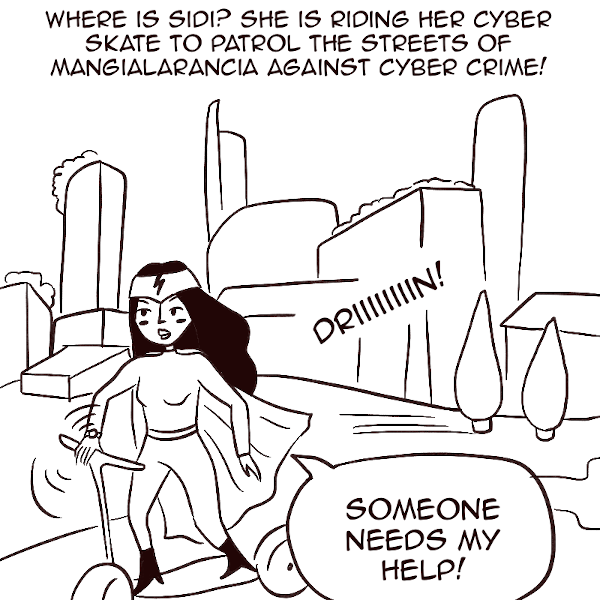 WHERE IS SIDI? SHE IS RIDING HER CYBER
SKATE TO PATROL THE STREETS OF
MANGIALARANCIA AGAINST CYBER CRIME!
DRIIIIIIIIN!
SOMEONE
NEEDS MY
HELP!